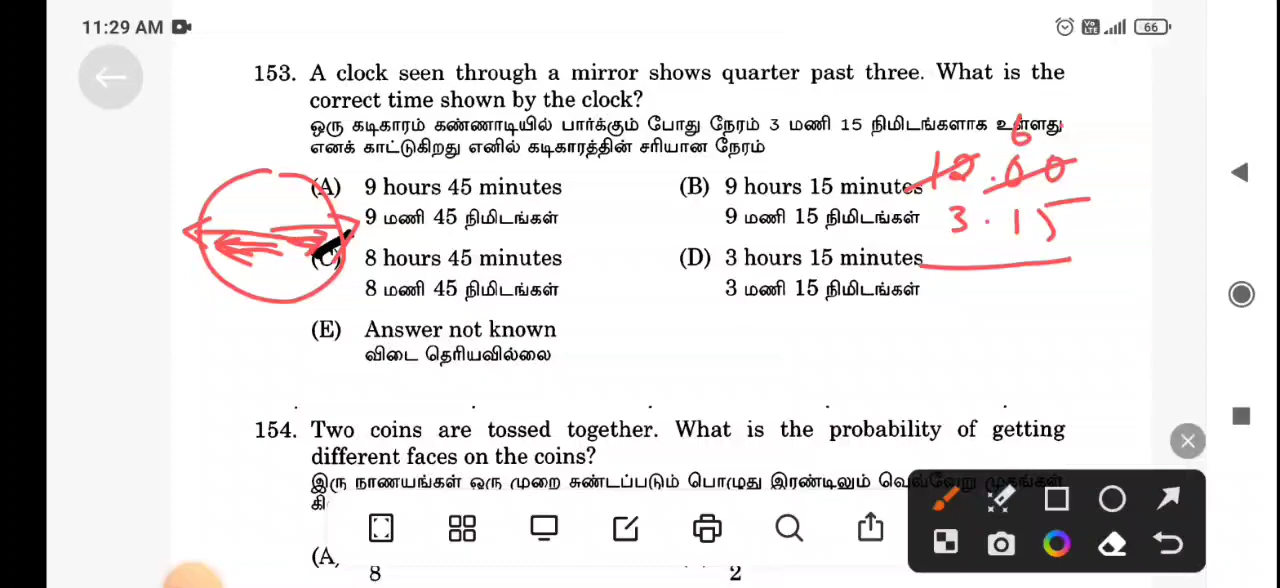 11:29 AM
66
153. A clock seen through a mirror shows quarter past three. What is the
correct time shown by the clock?
ஒரு கடிகாரம் கண்ணாடியில் பார்க்கும் போது நேரம் 3 மணி 15 நிமிடங்களாக உள்ளது
எனக் காட்டுகிறது எனில் கடிகாரத்தின் சரியான நேரம்
6
(A) 9 hours 45 minutes (B) 9 hours 15 minutes 12.00
9 மணி 45 நிமிடங்கள் 9 மணி 15 நிமிடங்கள் 3.15
(C) 8 hours 45 minutes (D) 3 hours 15 minutes
8 மணி 45 நிமிடங்கள் 3 மணி 15 நிமிடங்கள்
(E) Answer not known
விடை தெரியவில்லை
154. Two coins are tossed together. What is the probability of getting
different faces on the coins?
இரு நாணயங்கள் ஒரு முறை சுண்டப்படும் பொழுது இரண்டிலும் வெவ்வேறு முகங்கள்
கி
(A
8 2